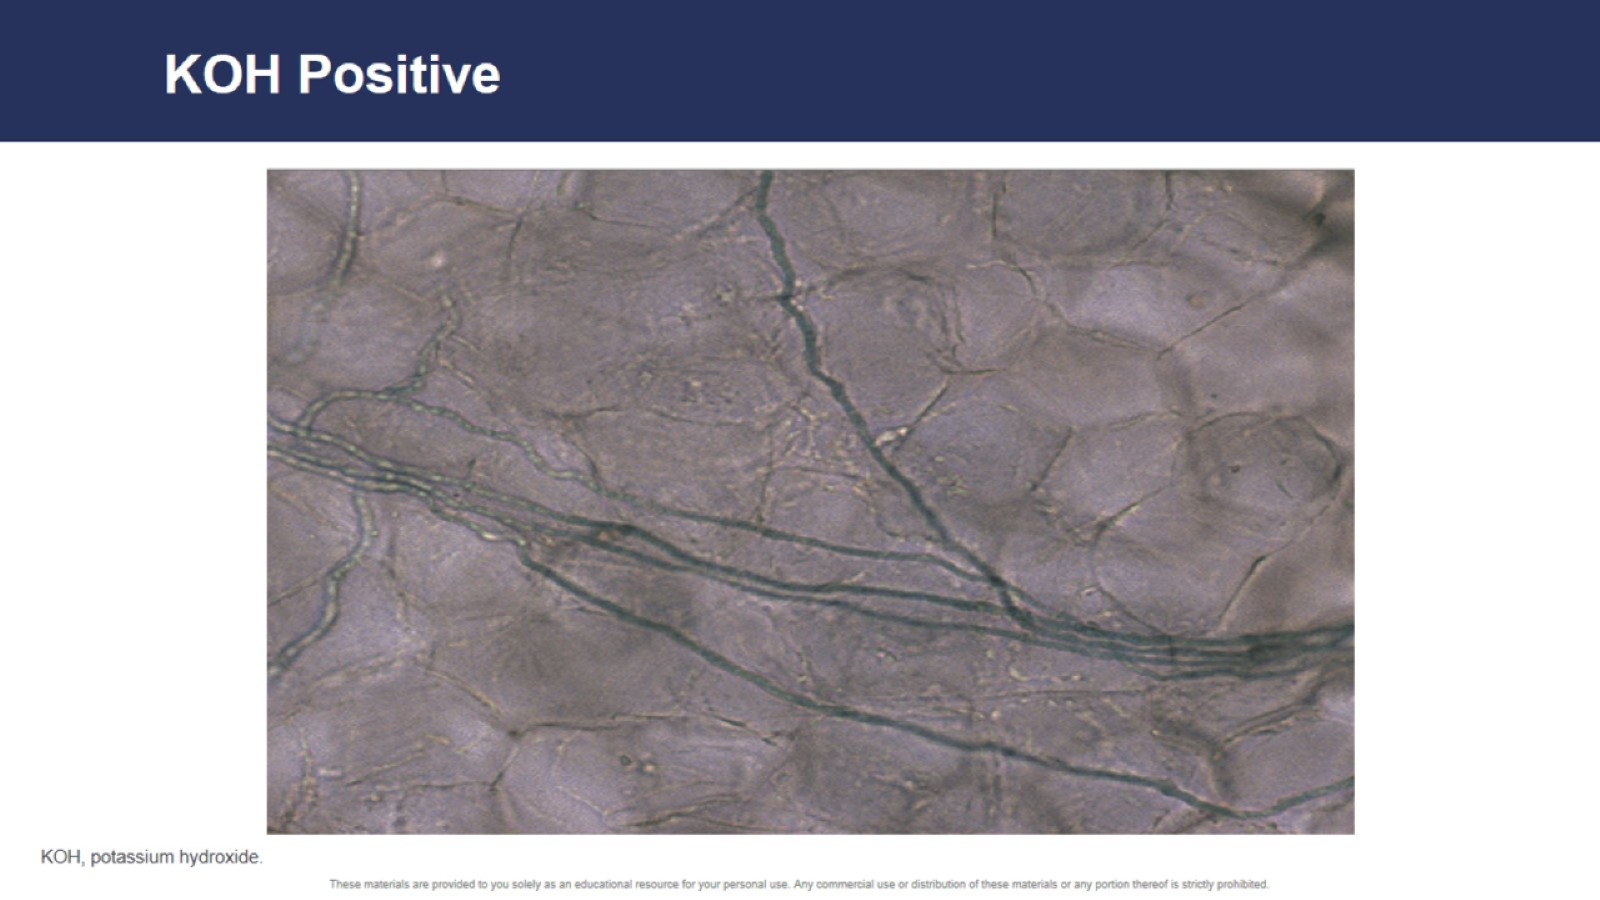 KOH Positive
KOH, potassium hydroxide.
These materials are provided to you solely as an educational resource for your personal use. Any commercial use or distribution of these materials or any portion thereof is strictly prohibited.